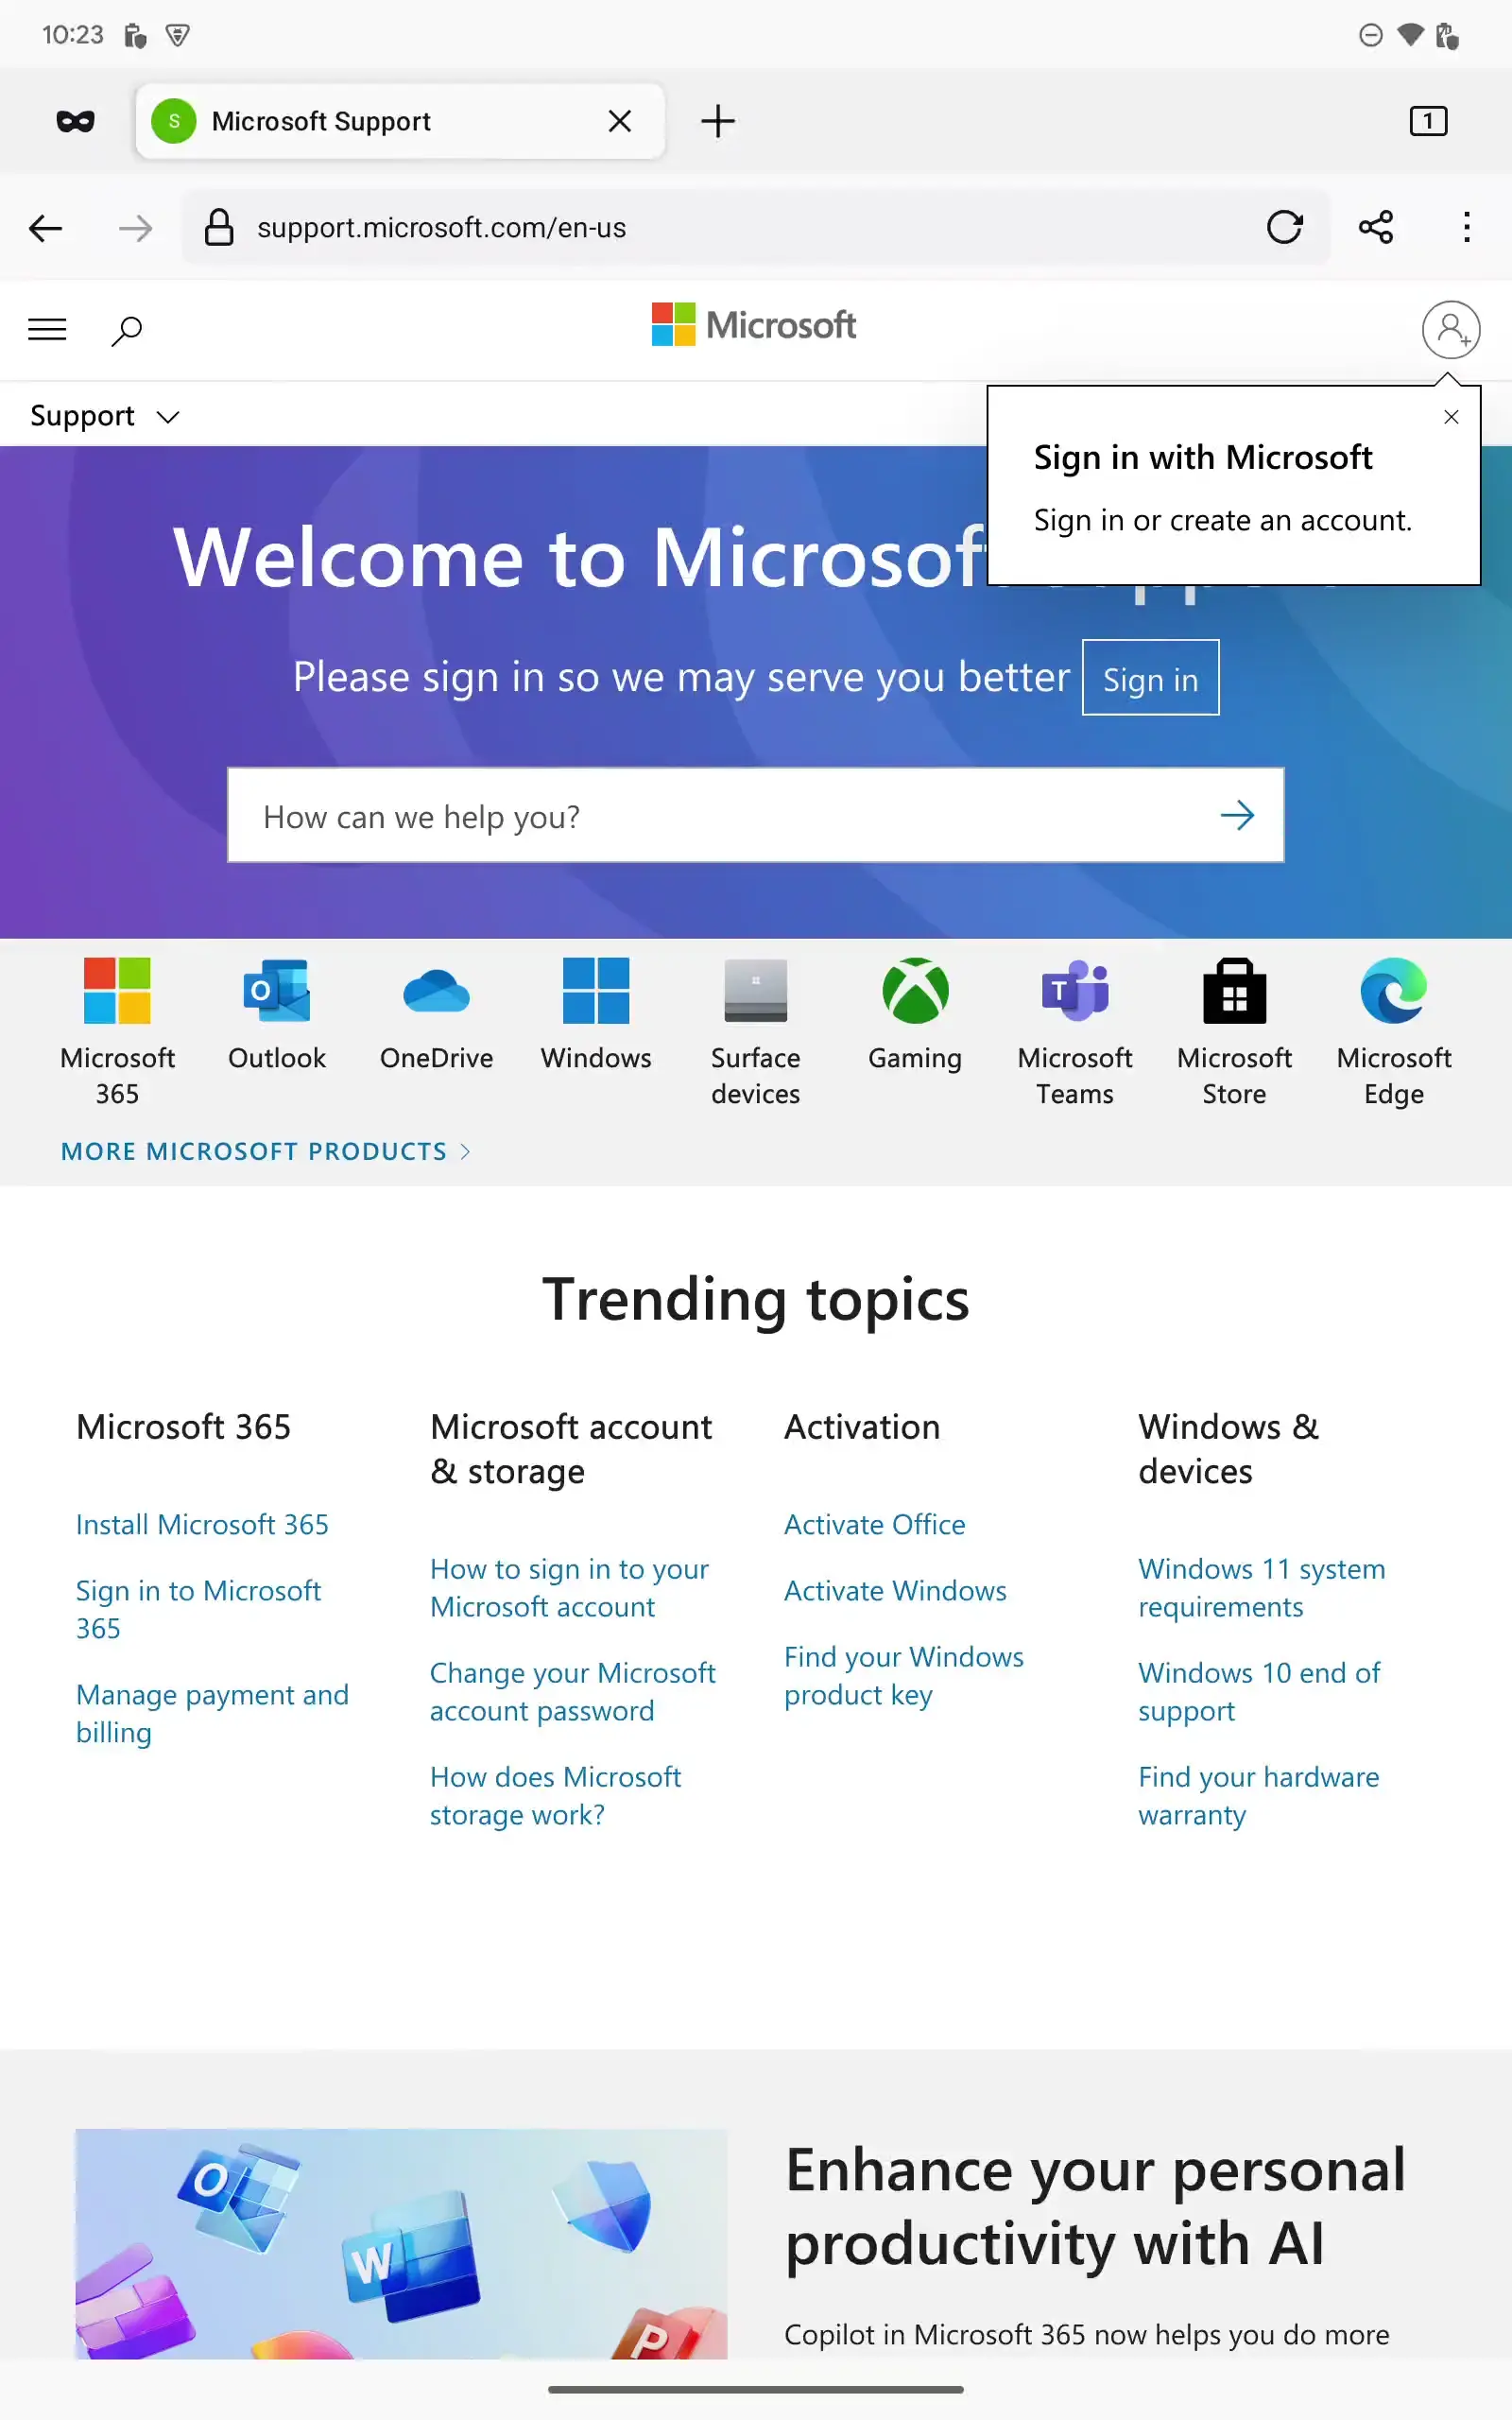 10:23
S
Microsoft Support
1
support.microsoft.com/en-us
Microsoft
Support
Sign in with Microsoft
Sign in or create an account.
Welcome to Microsoft
Please sign in so we may serve you better
Sign in
How can we help you?
Microsoft 365
Outlook
OneDrive
Windows
Surface devices
Gaming
Microsoft Teams
Microsoft Store
Microsoft Edge
MORE MICROSOFT PRODUCTS
Trending topics
Microsoft 365
Install Microsoft 365
Sign in to Microsoft
365
Manage payment and
billing
Microsoft account
& storage
How to sign in to your
Microsoft account
Change your Microsoft
account password
How does Microsoft
storage work?
Activation
Activate Office
Activate Windows
Find your Windows
product key
Windows &
devices
Windows 11 system
requirements
Windows 10 end of
support
Find your hardware
warranty
O
W
P
Enhance your personal
productivity with AI
Copilot in Microsoft 365 now helps you do more